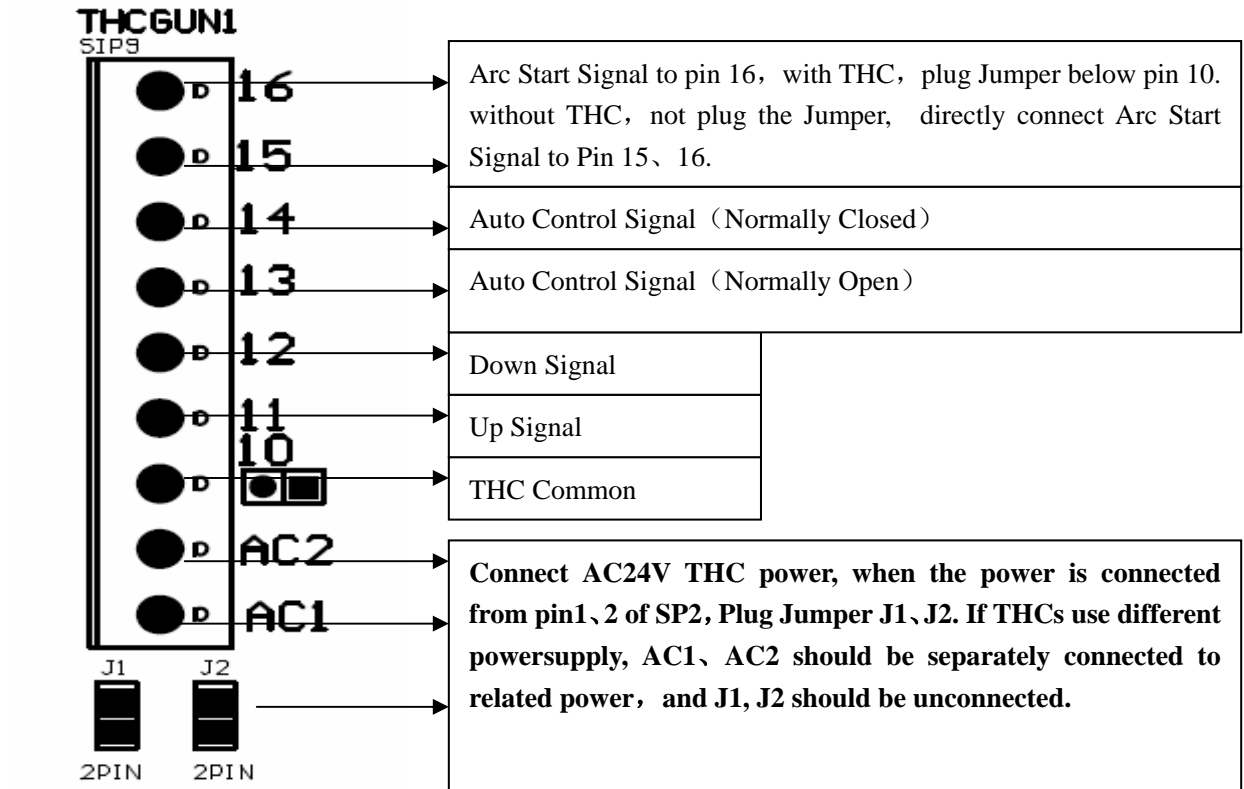 THCGUN1
SIP9
D 16
D 15
D 14
D 13
D 12
D 11
10
D
D AC2
D AC1
J1 J2
2PIN 2PIN
Arc Start Signal to pin 16，with THC，plug Jumper below pin 10.
without THC，not plug the Jumper, directly connect Arc Start
Signal to Pin 15、16.
Auto Control Signal（Normally Closed）
Auto Control Signal（Normally Open）
Down Signal
Up Signal
THC Common
Connect AC24V THC power, when the power is connected
from pin1、2 of SP2，Plug Jumper J1、J2. If THCs use different
powersupply, AC1、AC2 should be separately connected to
related power，and J1, J2 should be unconnected.